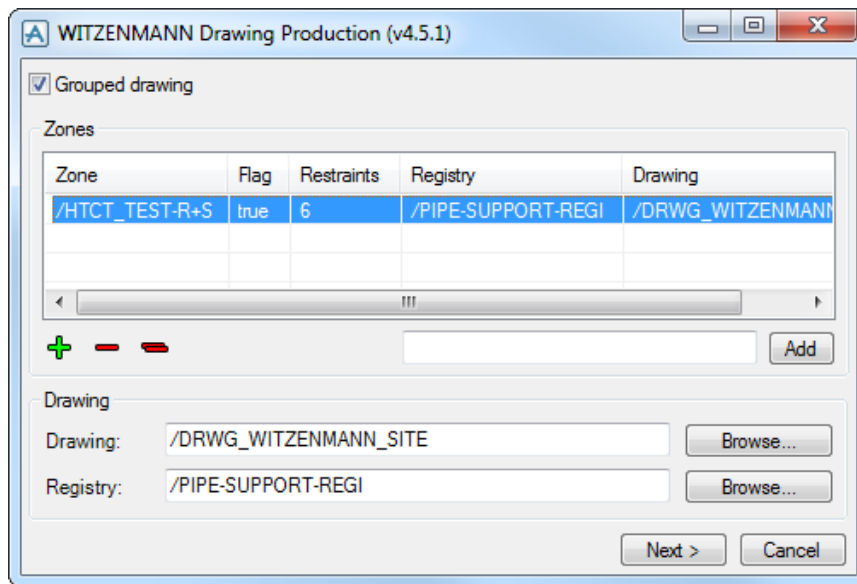 WITZENMANN Drawing Production (v4.5.1)
Grouped drawing
Zones
Zone Flag Restraints Registry Drawing
/HTCT_TEST-R+S true 6 /PIPE-SUPPORT-REGI /DRWG_WITZENMANN
Add
Drawing
Drawing: /DRWG_WITZENMANN_SITE Browse...
Registry: /PIPE-SUPPORT-REGI Browse...
Next > Cancel